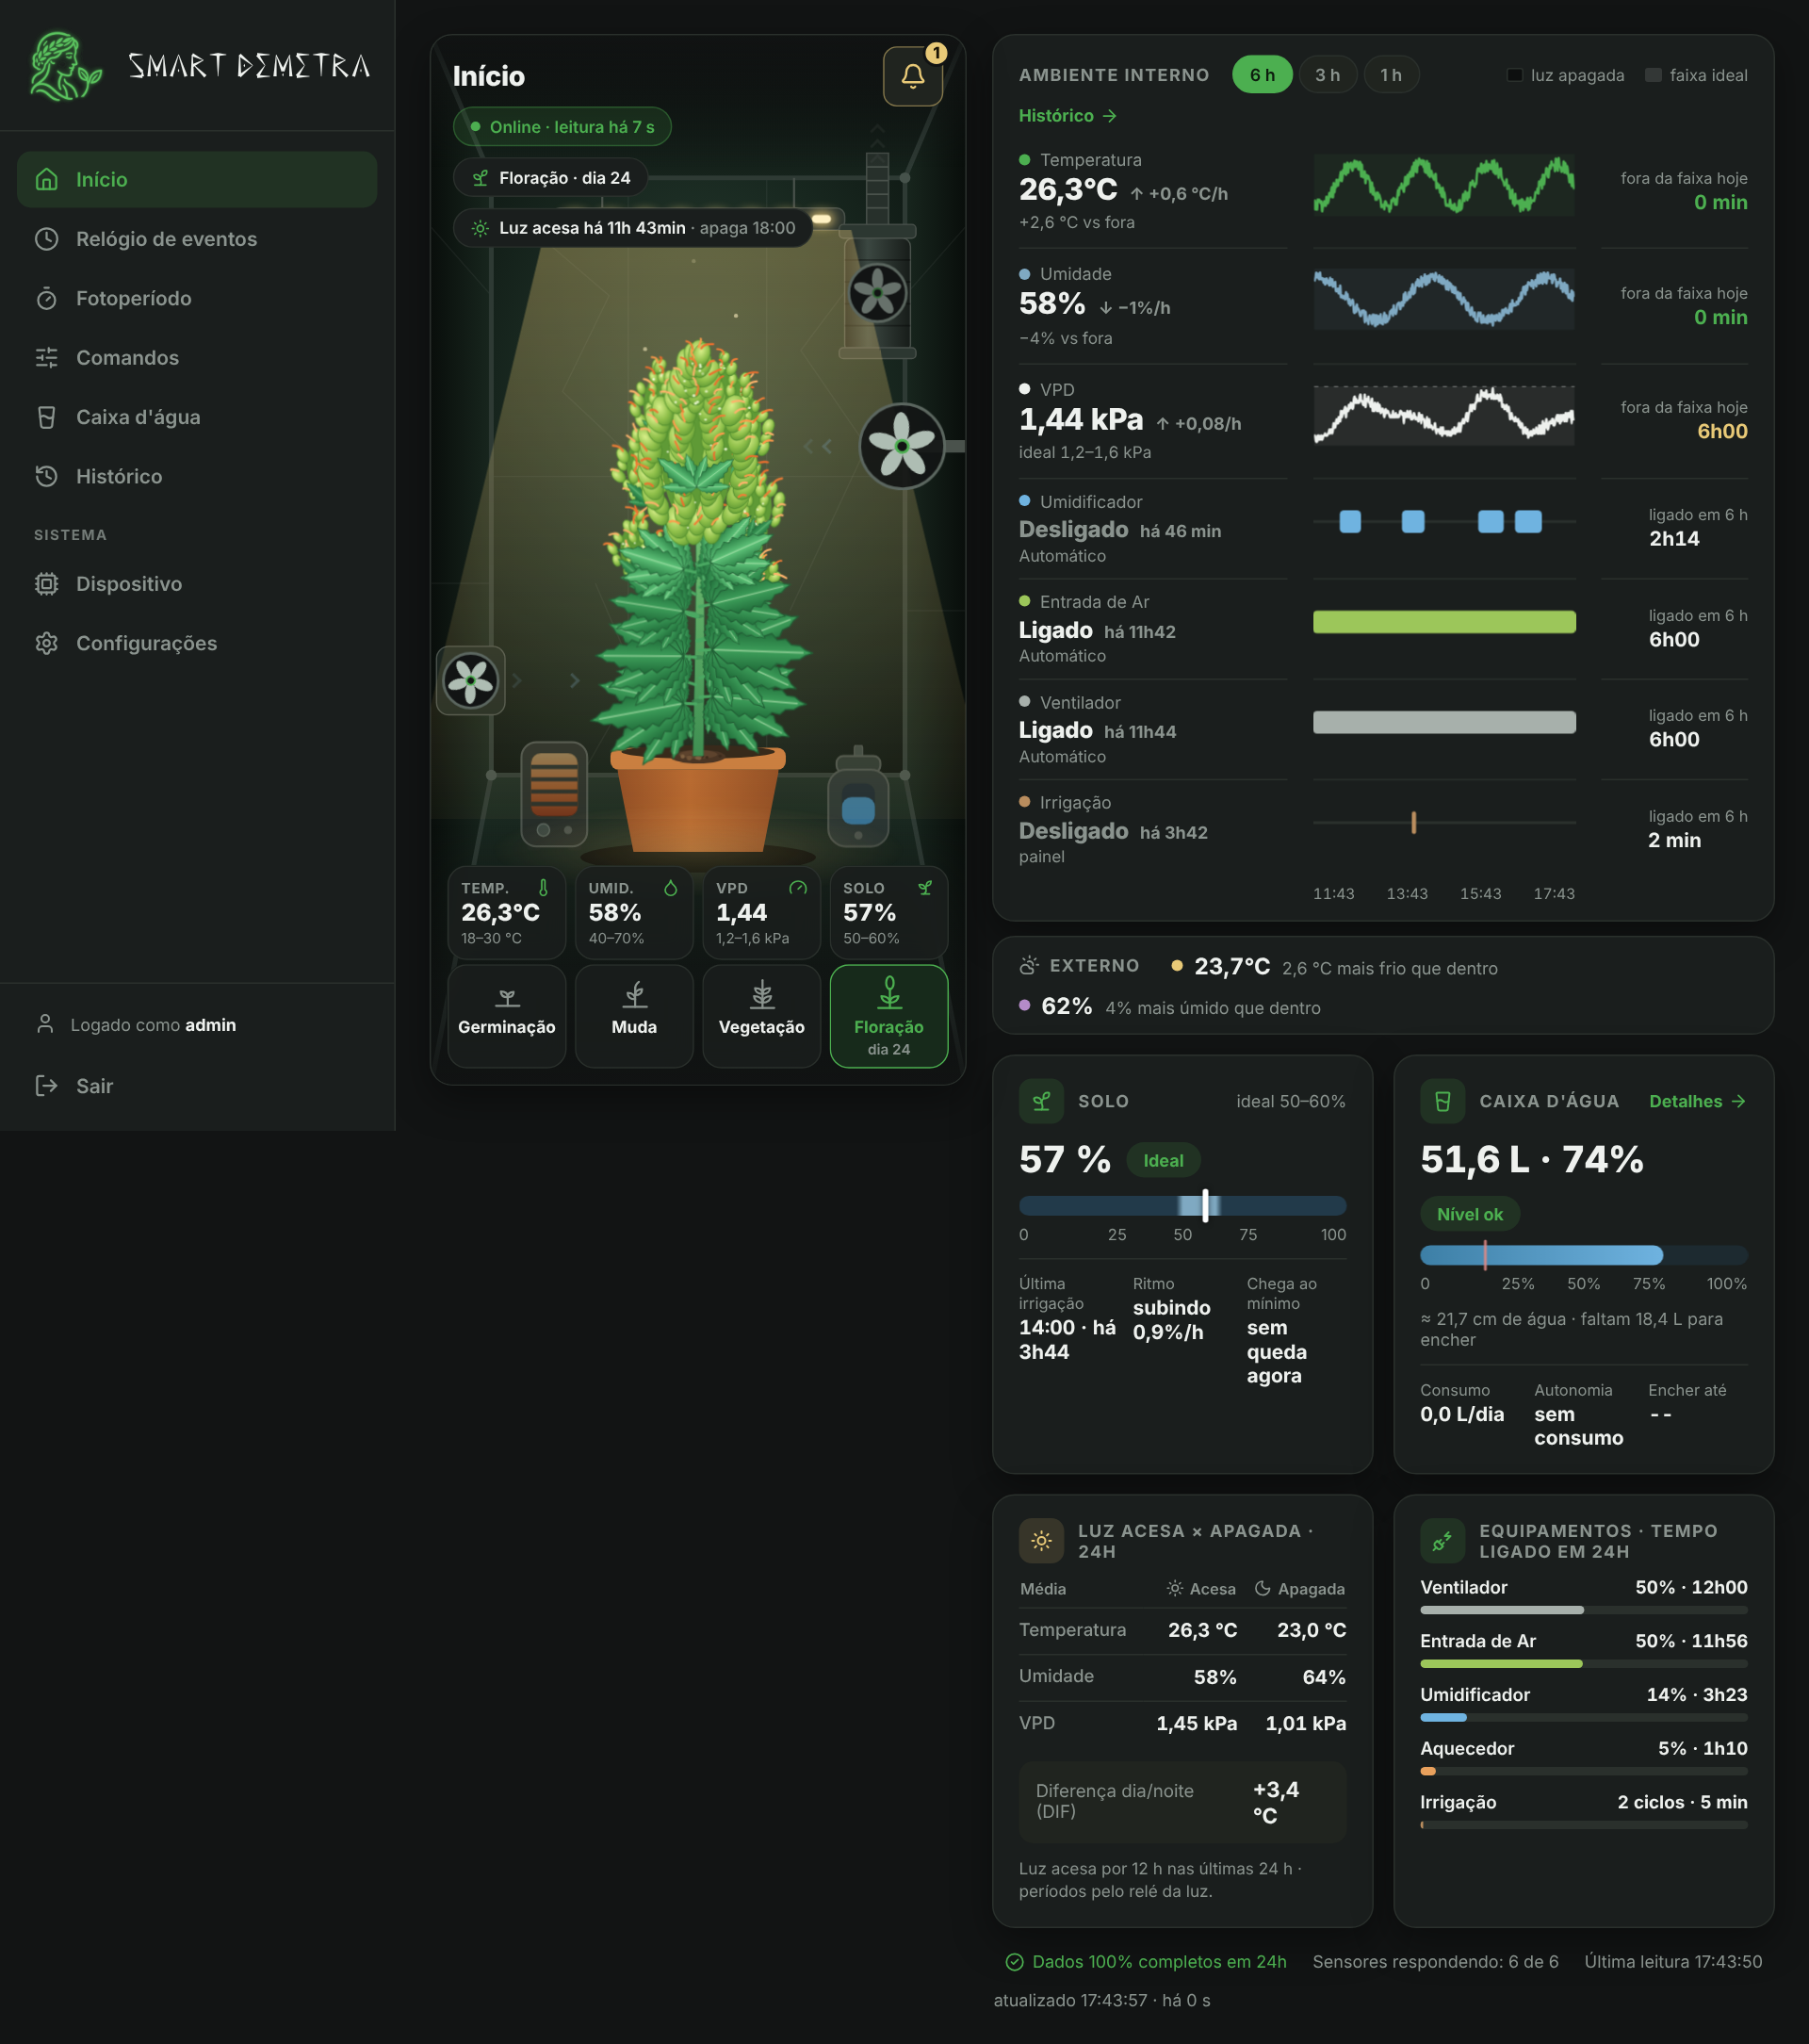 SMART DEMETRA
Início
Relógio de eventos
Fotoperíodo
Comandos
Caixa d'água
Histórico
SISTEMA
Dispositivo
Configurações
Logado como admin
Sair
Início
1
Online · leitura há 7 s
Floração · dia 24
Luz acesa há 11h 43min · apaga 18:00
TEMP.
26,3°C
18–30 °C
UMID.
58%
40–70%
VPD
1,44
1,2–1,6 kPa
SOLO
57%
50–60%
Germinação
Muda
Vegetação
Floração
dia 24
AMBIENTE INTERNO 6 h 3 h 1 h luz apagada faixa ideal
Histórico →
Temperatura
26,3°C ↑ +0,6 °C/h
+2,6 °C vs fora
fora da faixa hoje
0 min
Umidade
58% ↓ −1%/h
−4% vs fora
fora da faixa hoje
0 min
VPD
1,44 kPa ↑ +0,08/h
ideal 1,2–1,6 kPa
fora da faixa hoje
6h00
Umidificador
Desligado há 46 min
Automático
ligado em 6 h
2h14
Entrada de Ar
Ligado há 11h42
Automático
ligado em 6 h
6h00
Ventilador
Ligado há 11h44
Automático
ligado em 6 h
6h00
Irrigação
Desligado há 3h42
painel
ligado em 6 h
2 min
11:43 13:43 15:43 17:43
EXTERNO 23,7°C 2,6 °C mais frio que dentro
62% 4% mais úmido que dentro
SOLO ideal 50–60%
57 % Ideal
0 25 50 75 100
Última irrigação
14:00 · há 3h44
Ritmo
subindo 0,9%/h
Chega ao mínimo
sem queda agora
CAIXA D'ÁGUA Detalhes →
51,6 L · 74%
Nível ok
0 25% 50% 75% 100%
≈ 21,7 cm de água · faltam 18,4 L para
encher
Consumo
0,0 L/dia
Autonomia
sem consumo
Encher até
--
LUZ ACESA × APAGADA ·
24H
Média Acesa Apagada
Temperatura 26,3 °C 23,0 °C
Umidade 58% 64%
VPD 1,45 kPa 1,01 kPa
Diferença dia/noite (DIF)
+3,4 °C
Luz acesa por 12 h nas últimas 24 h ·
períodos pelo relé da luz.
EQUIPAMENTOS · TEMPO
LIGADO EM 24H
Ventilador 50% · 12h00
Entrada de Ar 50% · 11h56
Umidificador 14% · 3h23
Aquecedor 5% · 1h10
Irrigação 2 ciclos · 5 min
Dados 100% completos em 24h Sensores respondendo: 6 de 6 Última leitura 17:43:50
atualizado 17:43:57 · há 0 s